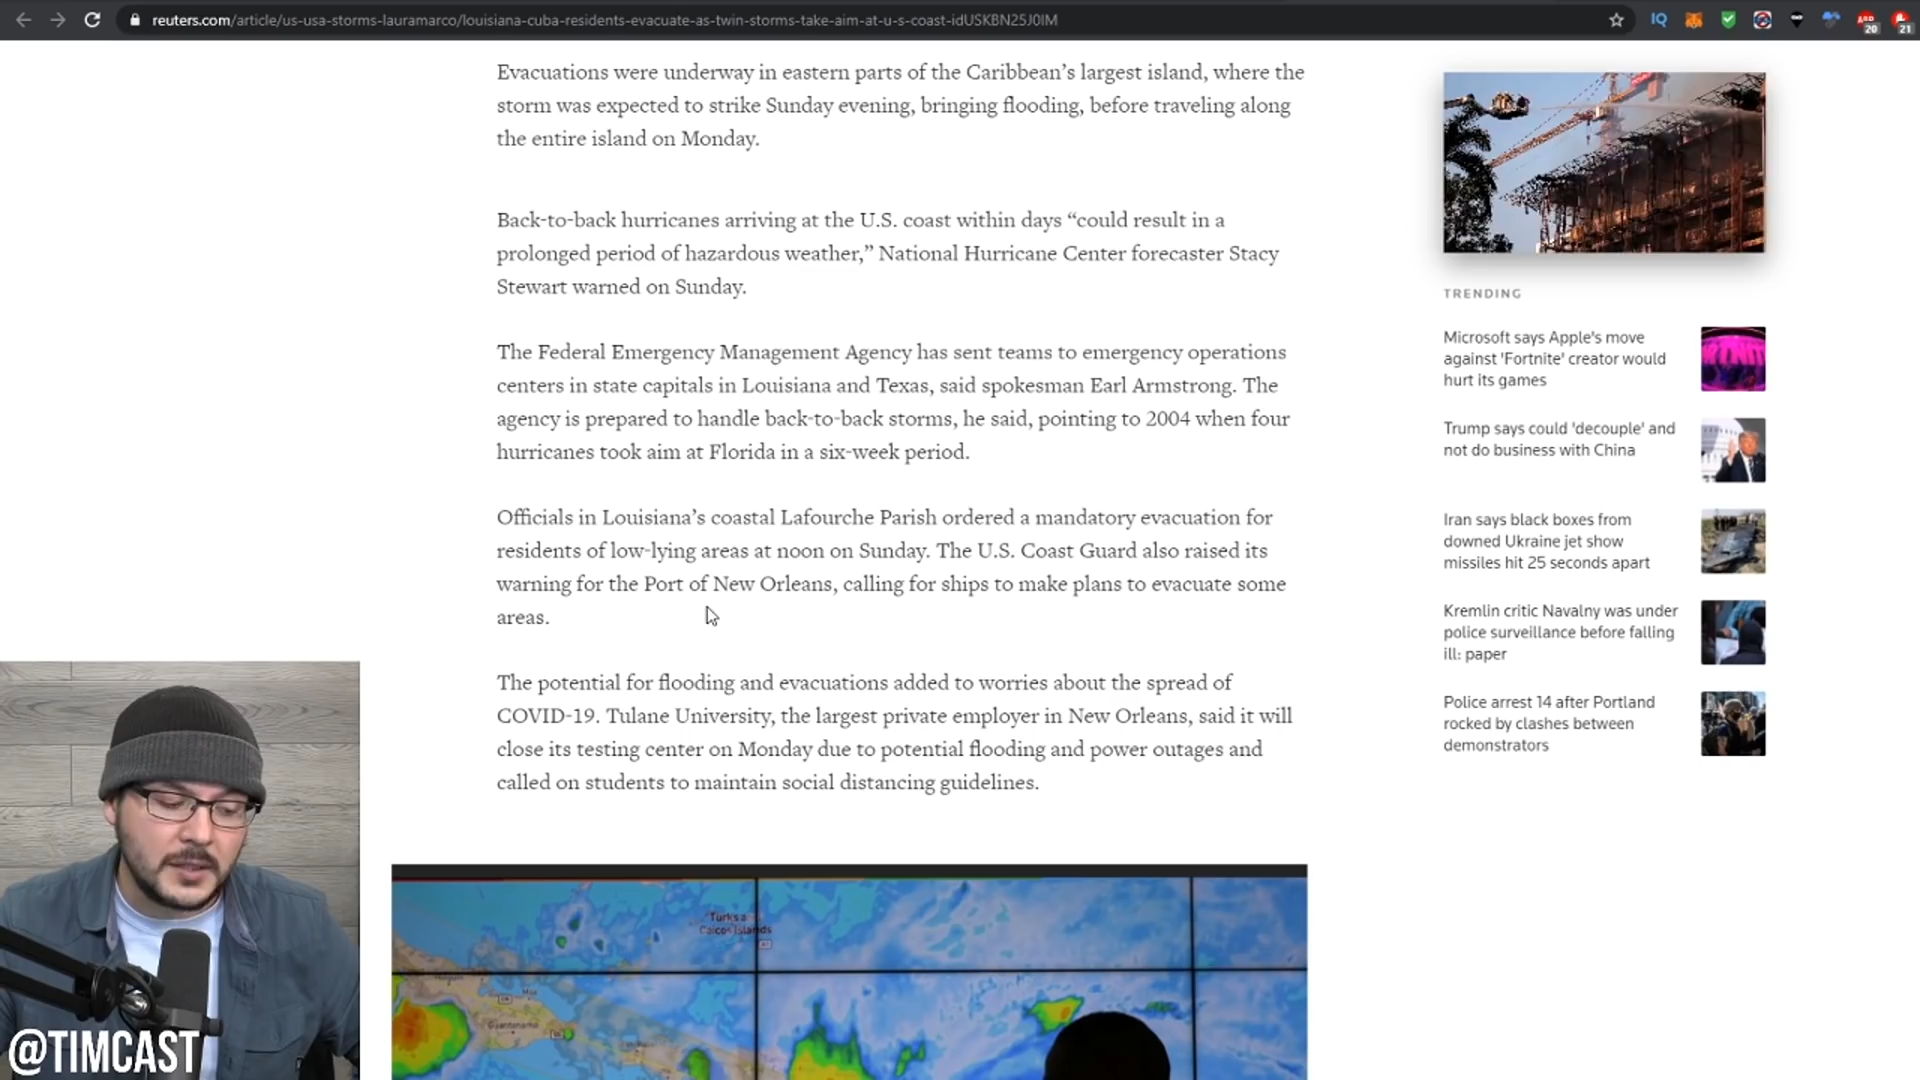 reuters.com/article/us-usa-storms-lauramarco/louisiana-cuba-residents-evacuate-as-twin-storms-take-aim-at-u-s-coast-idUSKBN25J0IM
IQ
20
21
Evacuations were underway in eastern parts of the Caribbean’s largest island, where the
storm was expected to strike Sunday evening, bringing flooding, before traveling along
the entire island on Monday.
Back-to-back hurricanes arriving at the U.S. coast within days “could result in a
prolonged period of hazardous weather,” National Hurricane Center forecaster Stacy
Stewart warned on Sunday.
The Federal Emergency Management Agency has sent teams to emergency operations
centers in state capitals in Louisiana and Texas, said spokesman Earl Armstrong. The
agency is prepared to handle back-to-back storms, he said, pointing to 2004 when four
hurricanes took aim at Florida in a six-week period.
Officials in Louisiana’s coastal Lafourche Parish ordered a mandatory evacuation for
residents of low-lying areas at noon on Sunday. The U.S. Coast Guard also raised its
warning for the Port of New Orleans, calling for ships to make plans to evacuate some
areas.
The potential for flooding and evacuations added to worries about the spread of
COVID-19. Tulane University, the largest private employer in New Orleans, said it will
close its testing center on Monday due to potential flooding and power outages and
called on students to maintain social distancing guidelines.
TRENDING
Microsoft says Apple's move
against 'Fortnite' creator would
hurt its games
Trump says could 'decouple' and
not do business with China
Iran says black boxes from
downed Ukraine jet show
missiles hit 25 seconds apart
Kremlin critic Navalny was under
police surveillance before falling
ill: paper
Police arrest 14 after Portland
rocked by clashes between
demonstrators
Turks a
Caicos Islands
Guantanamo
@TIMCAST